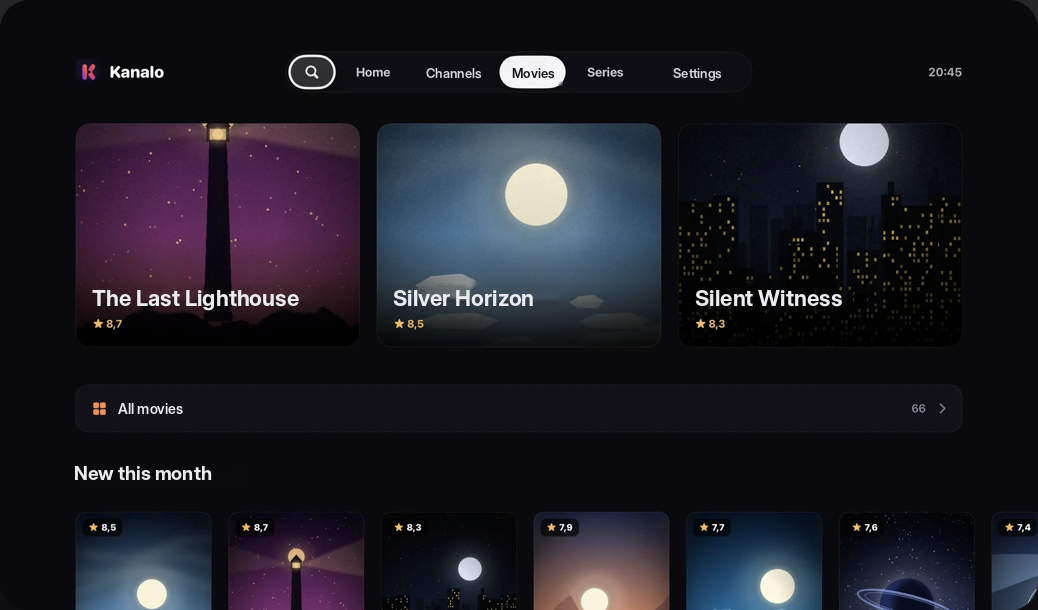 Kanalo
Home
Channels
Movies
Series
Settings
20:45
The Last Lighthouse
8,7
Silver Horizon
8,5
Silent Witness
8,3
All movies
66
New this month
8,5
8,7
8,3
7,9
7,7
7,6
7,4